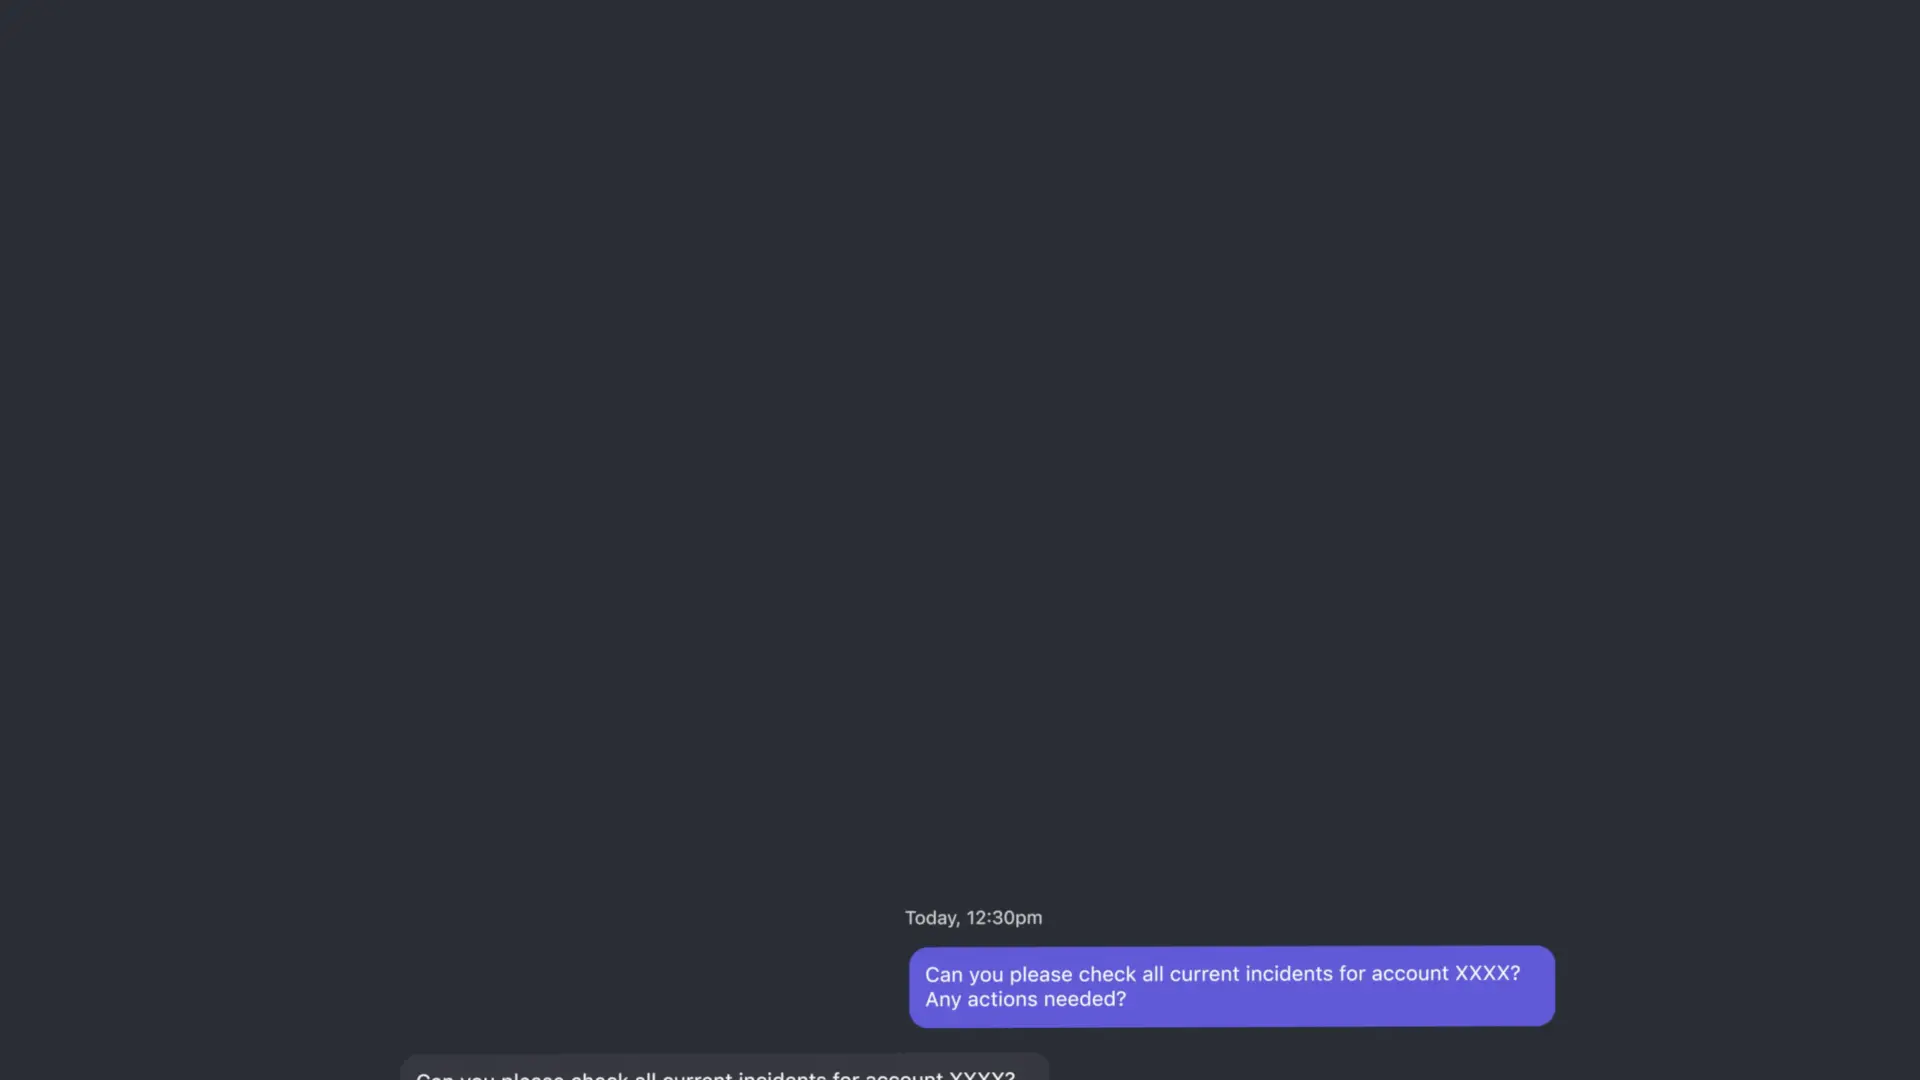 Today, 12:30pm
Can you please check all current incidents for account XXXX?
Any actions needed?
Can you please check all current incidents for account XXXX?